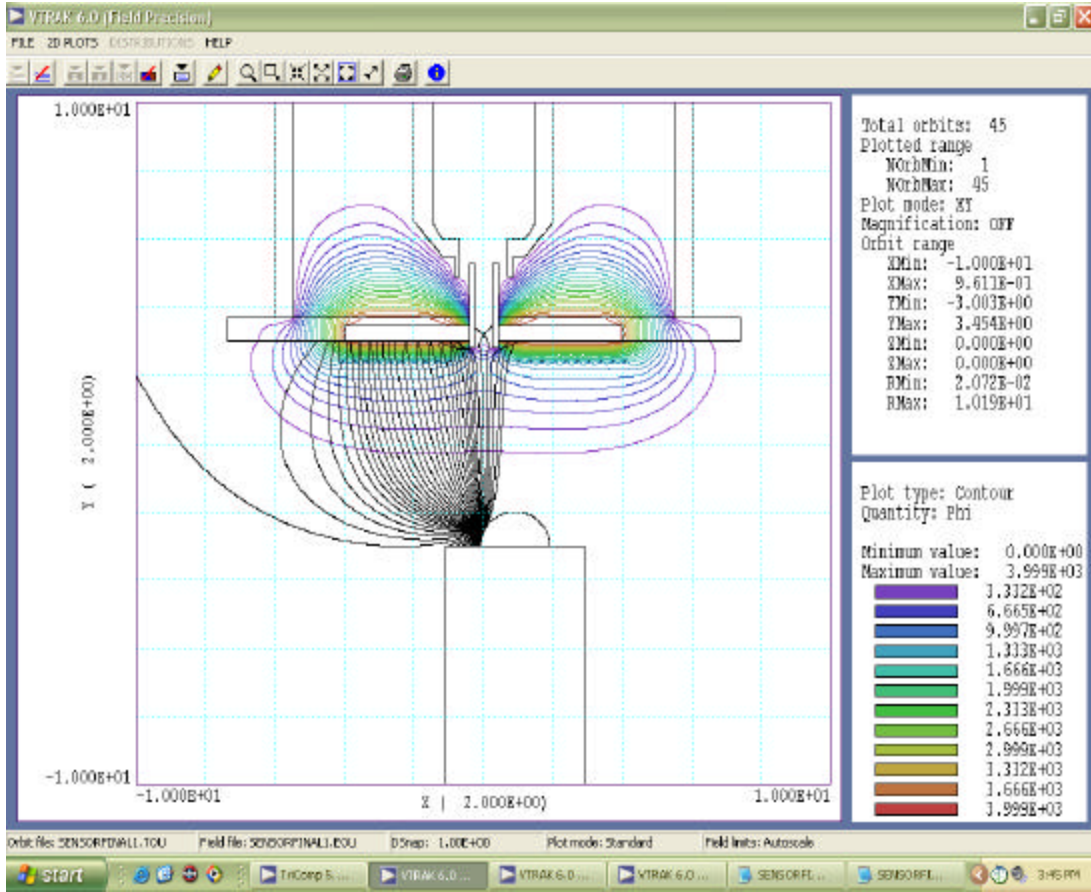 VTRAK 6.0 (Field Precision)
FILE 2D PLOTS DISTRIBUTIONS HELP
1.000E+01
Y ( 2.000E+00)
-1.000E+01
-1.000E+01
X ( 2.000E+00)
1.000E+01
Total orbits: 45
Plotted range
NOrbMin: 1
NOrbMax: 45
Plot mode: XY
Magnification: OFF
Orbit range
XMin: -1.000E+01
XMax: 9.611E-01
YMin: -3.003E+00
YMax: 3.454E+00
ZMin: 0.000E+00
ZMax: 0.000E+00
RMin: 2.072E-02
RMax: 1.019E+01
Plot type: Contour
Quantity: Phi
Minimum value: 0.000E+00
Maximum value: 3.999E+03
3.332E+02
6.665E+02
9.997E+02
1.333E+03
1.666E+03
1.999E+03
2.333E+03
2.666E+03
2.999E+03
3.332E+03
3.666E+03
3.999E+03
Orbit files: SENSORFINAL1.TOU Field file: SENSORFINAL1.EOU DSnap: 1.00E+00 Plot mode: Standard Field limits: Autoscale
start TriComp 5.... VTRAK 6.0 ... VTRAK 6.0 ... VTRAK 6.0 ... SENSORFI... SENSORFI... 3:45 PM